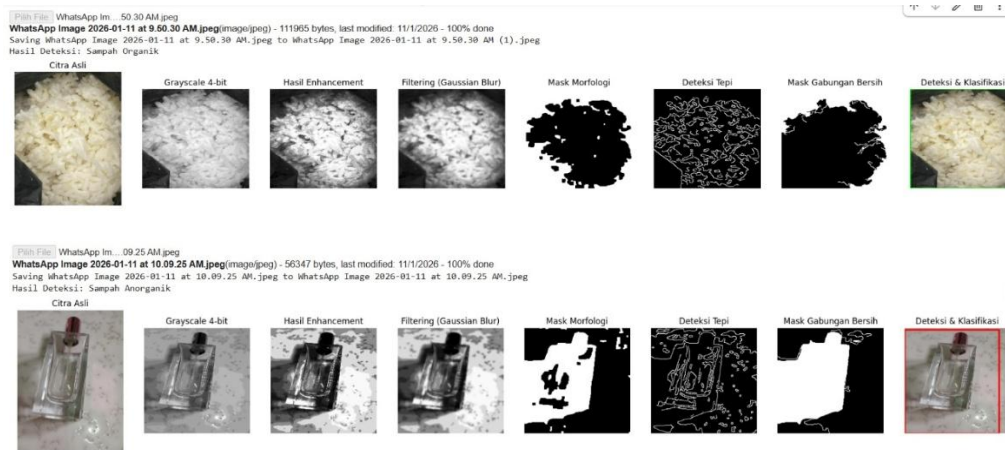 Pilih File WhatsApp Im....50.30 AM.jpeg
WhatsApp Image 2026-01-11 at 9.50.30 AM.jpeg(image/jpeg) - 111965 bytes, last modified: 11/1/2026 - 100% done
Saving WhatsApp Image 2026-01-11 at 9.50.30 AM.jpeg to WhatsApp Image 2026-01-11 at 9.50.30 AM (1).jpeg
Hasil Deteksi: Sampah Organik
Citra Asli
Grayscale 4-bit
Hasil Enhancement
Filtering (Gaussian Blur)
Mask Morfologi
Deteksi Tepi
Mask Gabungan Bersih
Deteksi & Klasifikasi
Pilih File WhatsApp Im....09.25 AM.jpeg
WhatsApp Image 2026-01-11 at 10.09.25 AM.jpeg(image/jpeg) - 56347 bytes, last modified: 11/1/2026 - 100% done
Saving WhatsApp Image 2026-01-11 at 10.09.25 AM.jpeg to WhatsApp Image 2026-01-11 at 10.09.25 AM.jpeg
Hasil Deteksi: Sampah Anorganik
Citra Asli
Grayscale 4-bit
Hasil Enhancement
Filtering (Gaussian Blur)
Mask Morfologi
Deteksi Tepi
Mask Gabungan Bersih
Deteksi & Klasifikasi